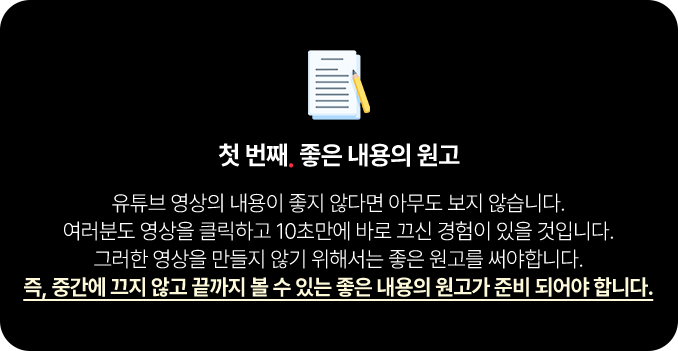 첫 번째. 좋은 내용의 원고
유튜브 영상의 내용이 좋지 않다면 아무도 보지 않습니다.
여러분도 영상을 클릭하고 10초만에 바로 끄신 경험이 있을 것입니다.
그러한 영상을 만들지 않기 위해서는 좋은 원고를 써야합니다.
즉, 중간에 끄지 않고 끝까지 볼 수 있는 좋은 내용의 원고가 준비 되어야 합니다.